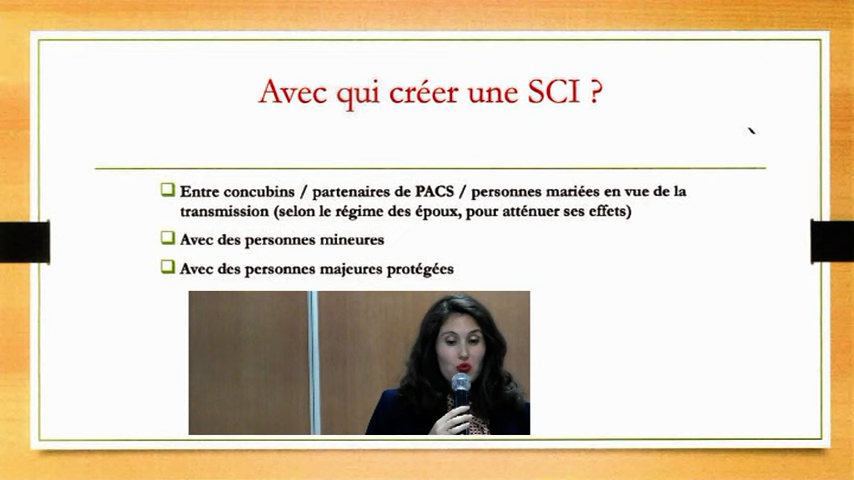 Avec qui créer une SCI ?
Entre concubins / partenaires de PACS / personnes mariées en vue de la
transmission (selon le régime des époux, pour atténuer ses effets)
Avec des personnes mineures
Avec des personnes majeures protégées